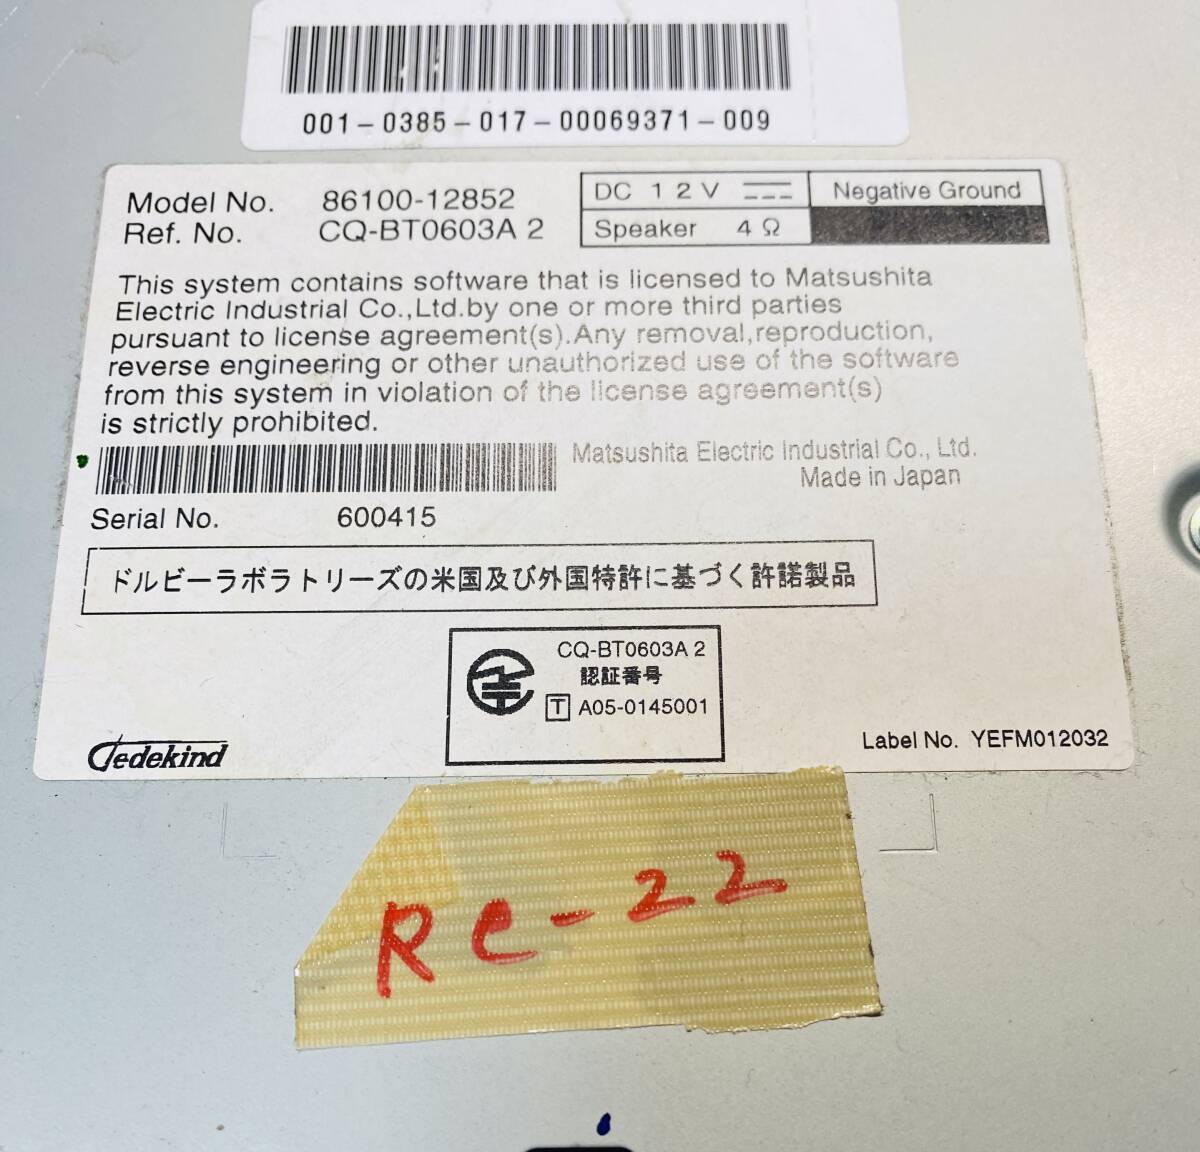 001-0385-017-00069371-009
Model No. 86100-12852
Ref. No. CQ-BT0603A 2
DC 12V Negative Ground
Speaker 4Ω
This system contains software that is licensed to Matsushita
Electric Industrial Co.,Ltd.by one or more third parties
pursuant to license agreement(s).Any removal,reproduction,
reverse engineering or other unauthorized use of the software
from this system in violation of the license agreement(s)
is strictly prohibited.
Matsushita Electric Industrial Co., Ltd.
Made in Japan
Serial No. 600415
ドルビーラボラトリーズの米国及び外国特許に基づく許諾製品
CQ-BT0603A 2
認証番号
T A05-0145001
Gedekind
Label No. YEFM012032
Re-22